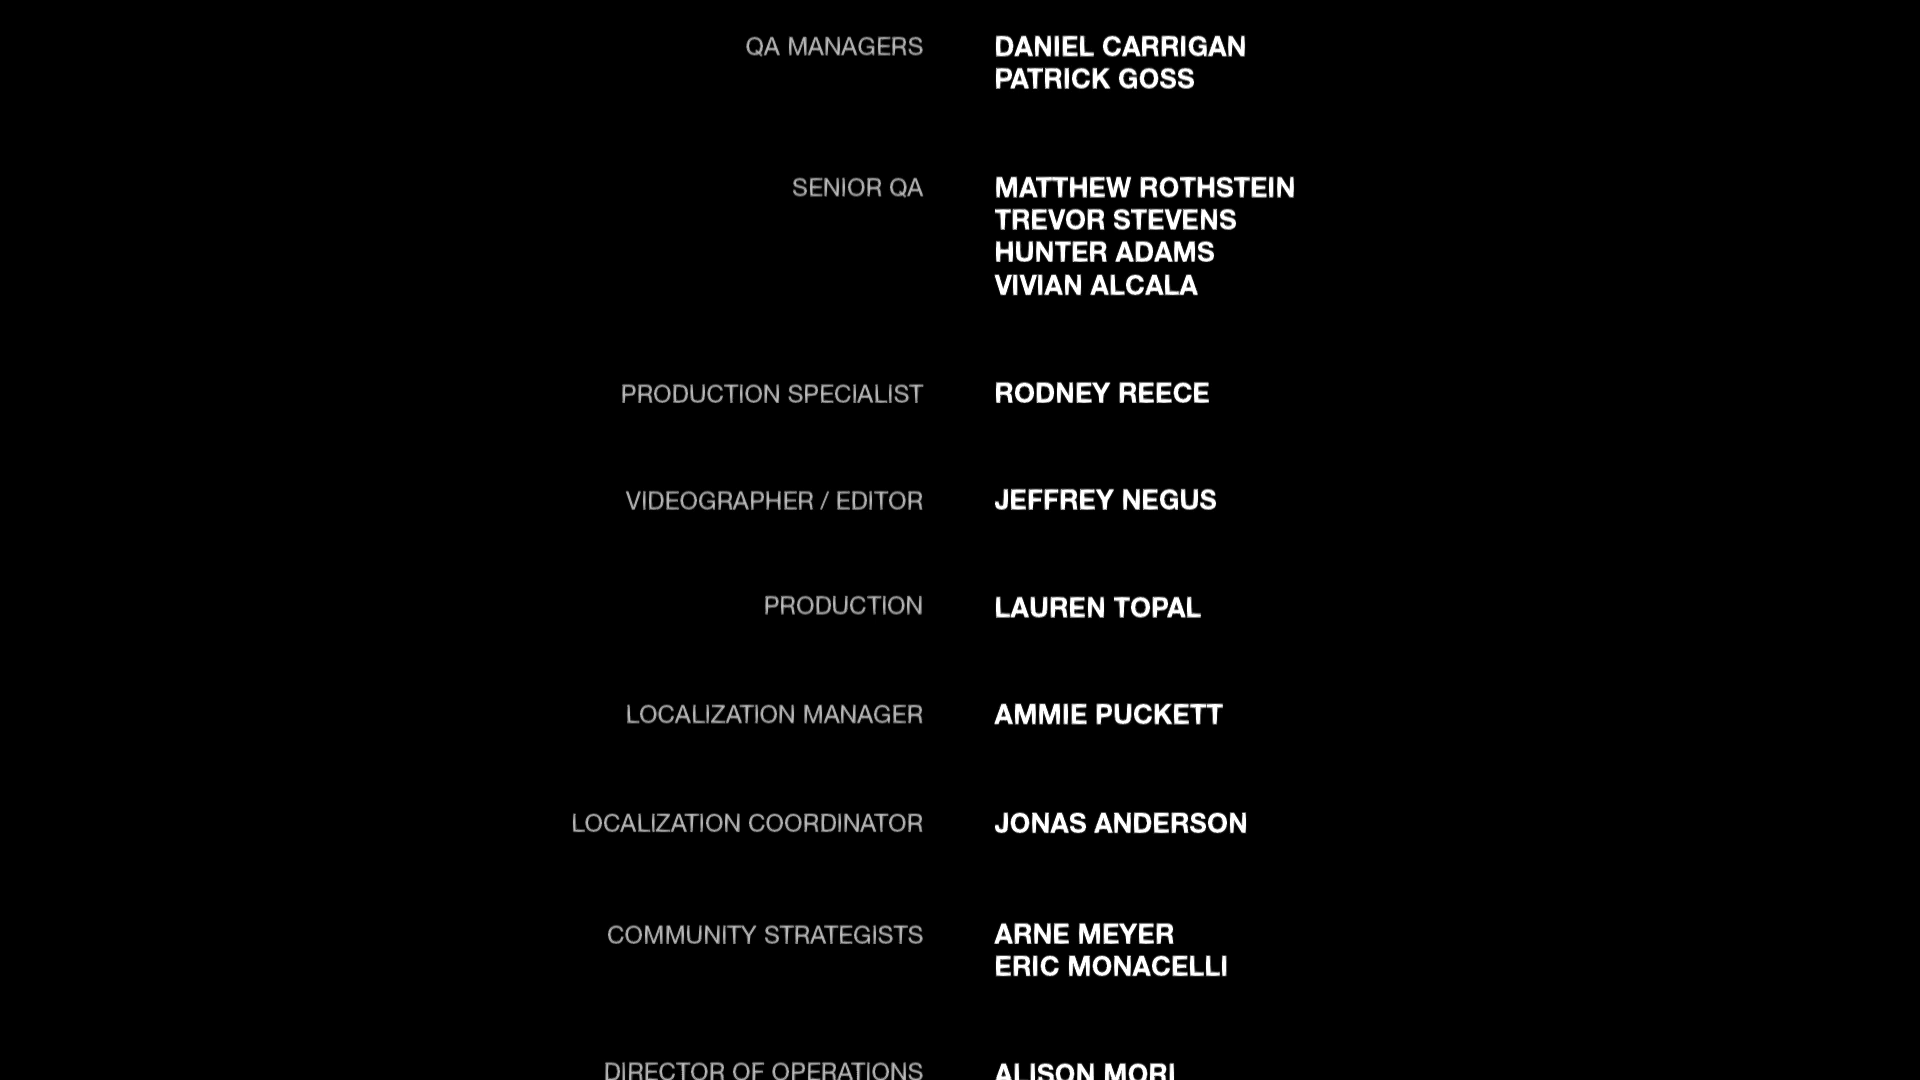 QA MANAGERS DANIEL CARRIGAN
PATRICK GOSS
SENIOR QA MATTHEW ROTHSTEIN
TREVOR STEVENS
HUNTER ADAMS
VIVIAN ALCALA
PRODUCTION SPECIALIST RODNEY REECE
VIDEOGRAPHER / EDITOR JEFFREY NEGUS
PRODUCTION LAUREN TOPAL
LOCALIZATION MANAGER AMMIE PUCKETT
LOCALIZATION COORDINATOR JONAS ANDERSON
COMMUNITY STRATEGISTS ARNE MEYER
ERIC MONACELLI
DIRECTOR OF OPERATIONS ALISON MORI